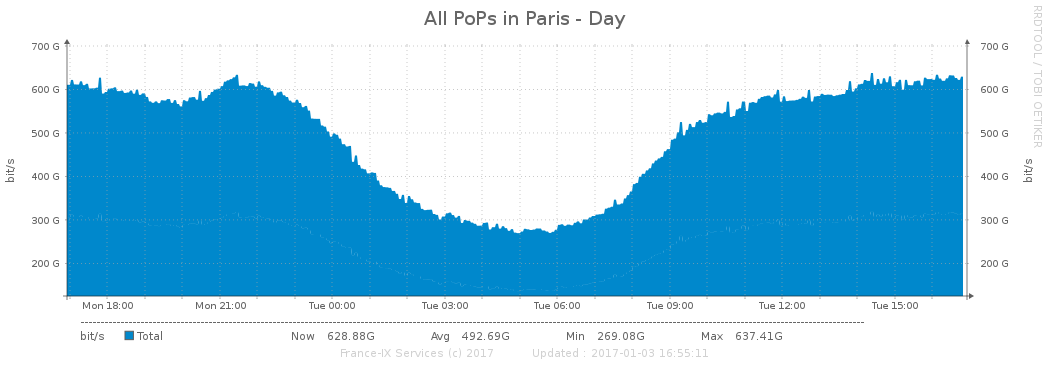 All PoPs in Paris - Day
RRDTOOL / TOBI OETIKER
700 G 700 G
600 G 600 G
500 G 500 G
400 G 400 G
300 G 300 G
200 G 200 G
bit/s bit/s
Mon 18:00 Mon 21:00 Tue 00:00 Tue 03:00 Tue 06:00 Tue 09:00 Tue 12:00 Tue 15:00
bit/s Total Now 628.88G Avg 492.69G Min 269.08G Max 637.41G
France-IX Services (c) 2017 Updated : 2017-01-03 16:55:11